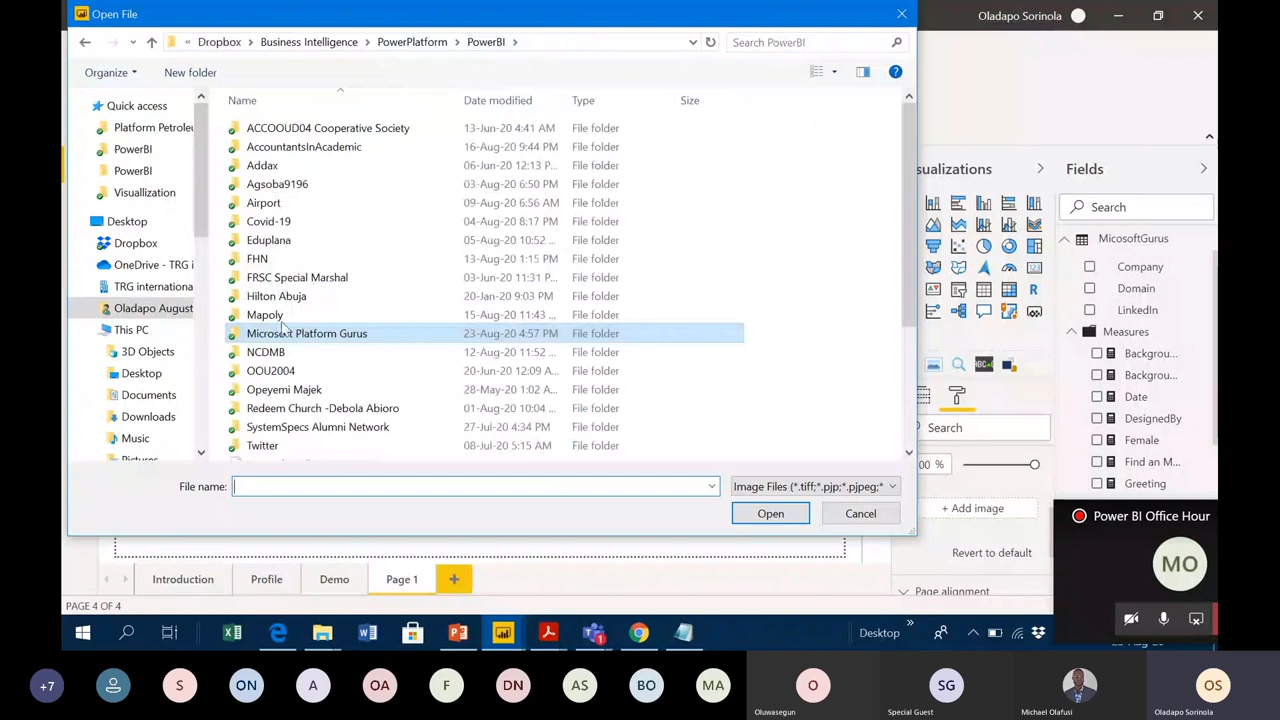 Open File
Oladapo Sorinola
« Dropbox > Business Intelligence > PowerPlatform > PowerBI >
Search PowerBI
Organize
New folder
Name
Date modified
Type
Size
Quick access
Platform Petroleu
PowerBI
PowerBI
Visuallization
Desktop
Dropbox
OneDrive - TRG i
TRG internationa
Oladapo August
This PC
3D Objects
Desktop
Documents
Downloads
Music
Pictures
ACCOOUD04 Cooperative Society 13-Jun-20 4:41 AM File folder
AccountantsInAcademic 16-Aug-20 9:44 PM File folder
Addax 06-Jun-20 12:13 P... File folder
Agsoba9196 03-Aug-20 6:50 PM File folder
Airport 09-Aug-20 6:56 AM File folder
Covid-19 04-Aug-20 8:17 PM File folder
Eduplana 05-Aug-20 10:52 ... File folder
FHN 13-Aug-20 1:15 PM File folder
FRSC Special Marshal 03-Jun-20 11:31 P... File folder
Hilton Abuja 20-Jan-20 9:03 PM File folder
Mapoly 15-Aug-20 11:43 ... File folder
Microsoft Platform Gurus 23-Aug-20 4:57 PM File folder
NCDMB 12-Aug-20 11:52 ... File folder
OOU2004 20-Jun-20 12:09 A... File folder
Opeyemi Majek 28-May-20 1:02 A... File folder
Redeem Church -Debola Abioro 01-Aug-20 10:04 ... File folder
SystemSpecs Alumni Network 27-Jul-20 4:34 PM File folder
Twitter 08-Jul-20 5:15 AM File folder
File name:
Image Files (*.tiff;*.pjp;*.pjpeg;*
Open
Cancel
sualizations
Fields
Search
MicosoftGurus
Company
Domain
LinkedIn
Measures
Backgrou...
Backgrou...
Date
DesignedBy
Female
Find an M...
Greeting
ABC+
Search
00 %
+ Add image
Revert to default
Page alignment
Power BI Office Hour
MO
Introduction
Profile
Demo
Page 1
PAGE 4 OF 4
Desktop
+7
S
ON
A
OA
F
DN
AS
BO
MA
O
SG
OS
Oluwasegun
Special Guest
Michael Olafusi
Oladapo Sorinola